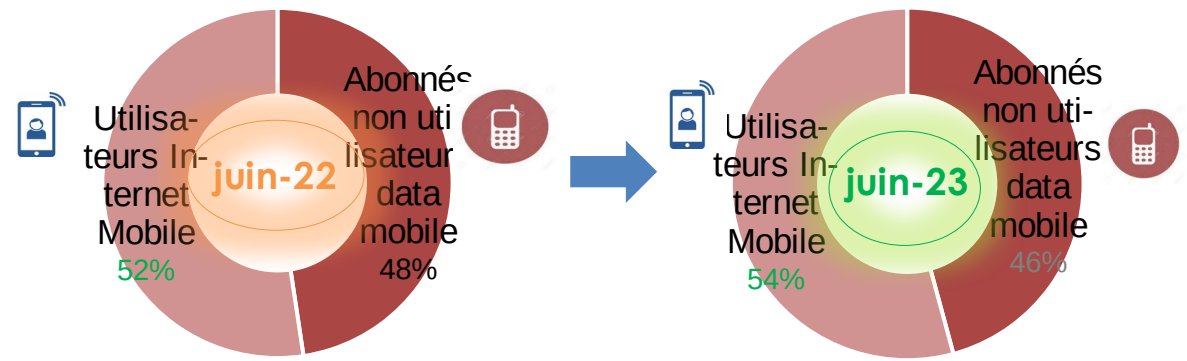 Utilisa-
teurs In-
ternet
Mobile
52%
juin-22
Abonnés
non uti
lisateur
data
mobile
48%
Utilisa-
teurs In-
ternet
Mobile
54%
juin-23
Abonnés
non uti-
lisateurs
data
mobile
46%